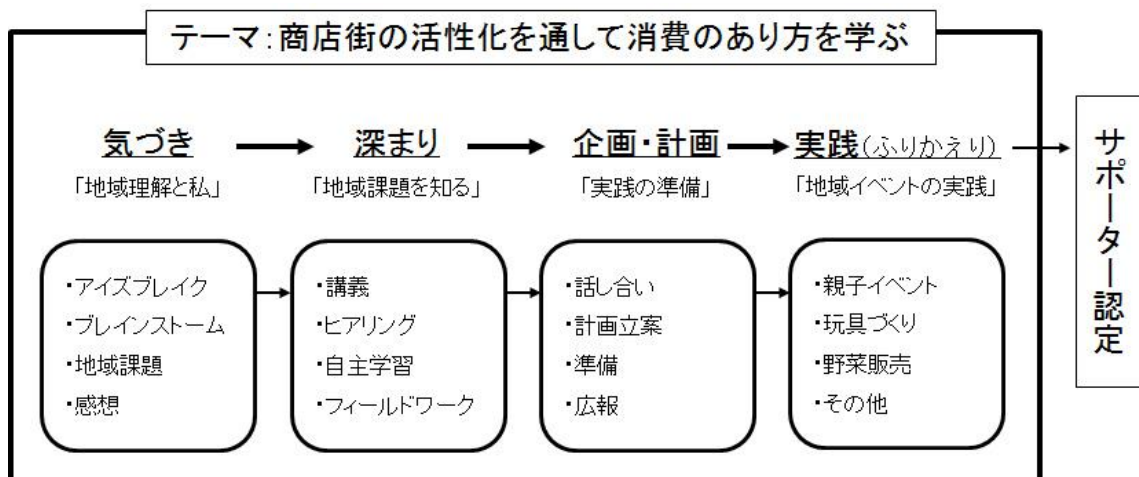 テーマ:商店街の活性化を通して消費のあり方を学ぶ
気づき
深まり
企画・計画
実践(ふりかえり)
「地域理解と私」
「地域課題を知る」
「実践の準備」
「地域イベントの実践」
・アイズブレイク
・ブレインストーム
・地域課題
・感想
・講義
・ヒアリング
・自主学習
・フィールドワーク
・話し合い
・計画立案
・準備
・広報
・親子イベント
・玩具づくり
・野菜販売
・その他
サポーター認定